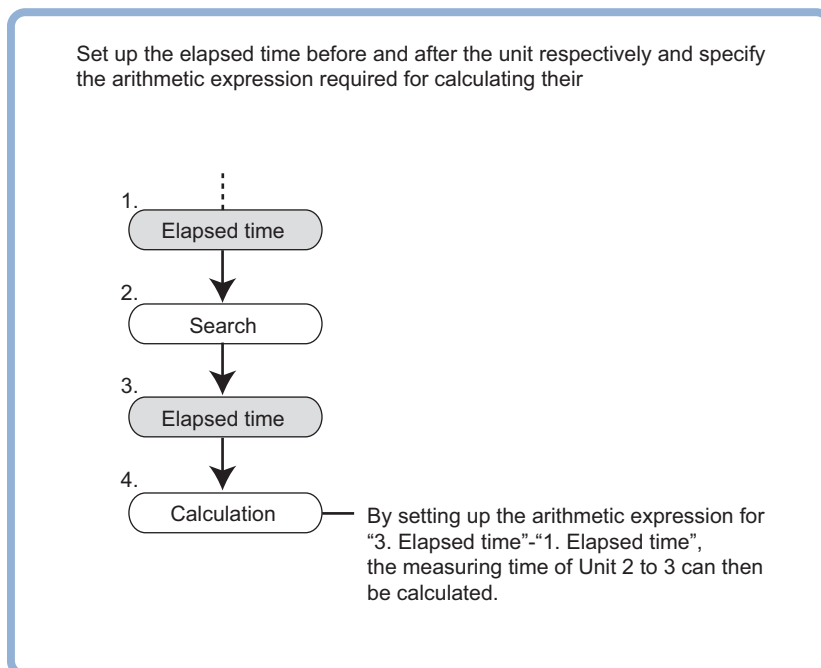 Set up the elapsed time before and after the unit respectively and specify
the arithmetic expression required for calculating their
1.
Elapsed time
2.
Search
3.
Elapsed time
4.
Calculation
By setting up the arithmetic expression for
“3. Elapsed time”-“1. Elapsed time”,
the measuring time of Unit 2 to 3 can then
be calculated.